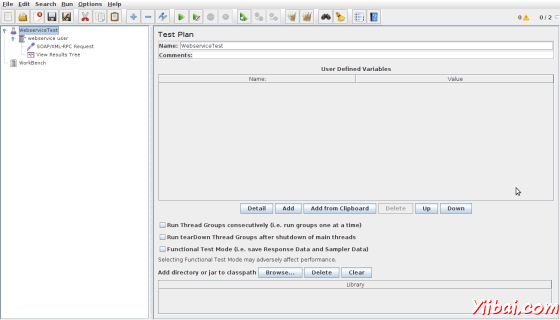 File Edit Search Run Options Help
0 0 / 2
WebserviceTest
webservice user
SOAP/XML-RPC Request
View Results Tree
WorkBench
Test Plan
Name: WebserviceTest
Comments:
User Defined Variables
Name: Value
Detail Add Add from Clipboard Delete Up Down
Run Thread Groups consecutively (i.e. run groups one at a time)
Run tearDown Thread Groups after shutdown of main threads
Functional Test Mode (i.e. save Response Data and Sampler Data)
Selecting Functional Test Mode may adversely affect performance.
Add directory or jar to classpath Browse... Delete Clear
Library
Yiibai.com